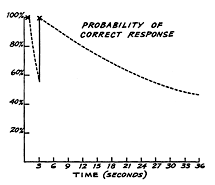 PROBABILITY OF
CORRECT RESPONSE
100%
80%
60%
40%
20%
3 6 9 12 15 18 21 24 27 30 33 36
TIME (SECONDS)